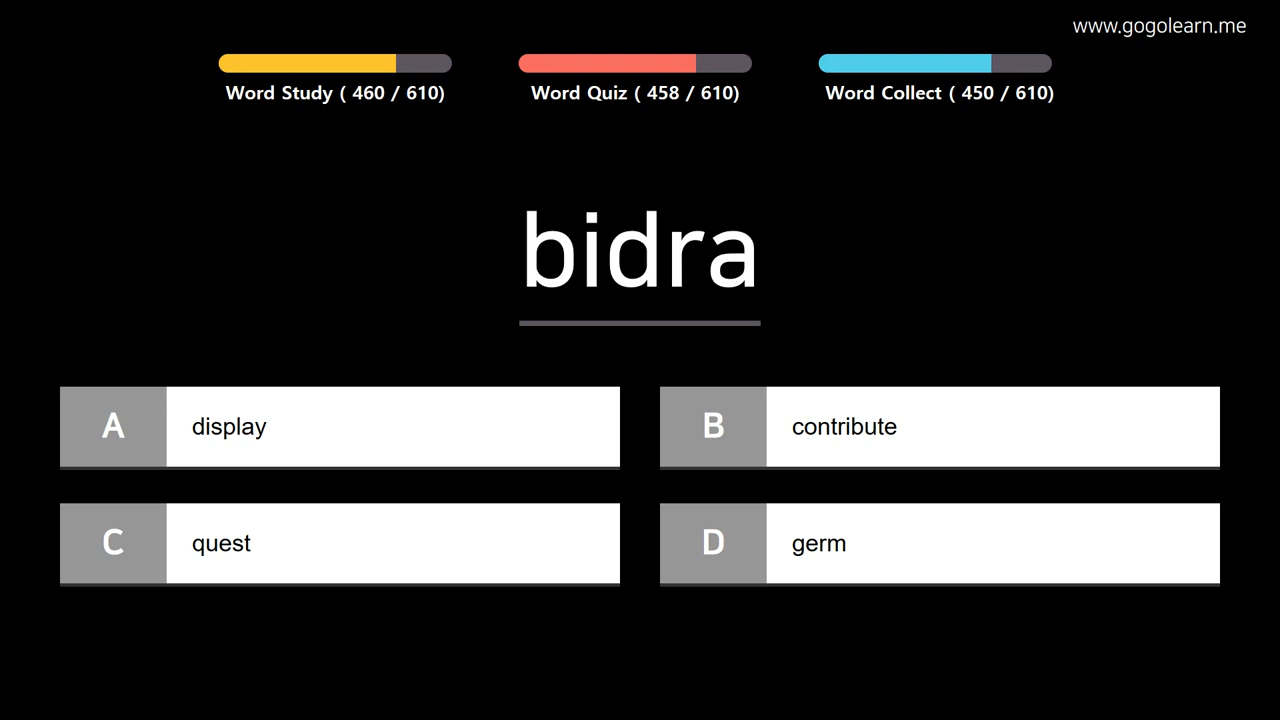 www.gogolearn.me
Word Study ( 460 / 610)
Word Quiz ( 458 / 610)
Word Collect ( 450 / 610)
bidra
A display
B contribute
C quest
D germ